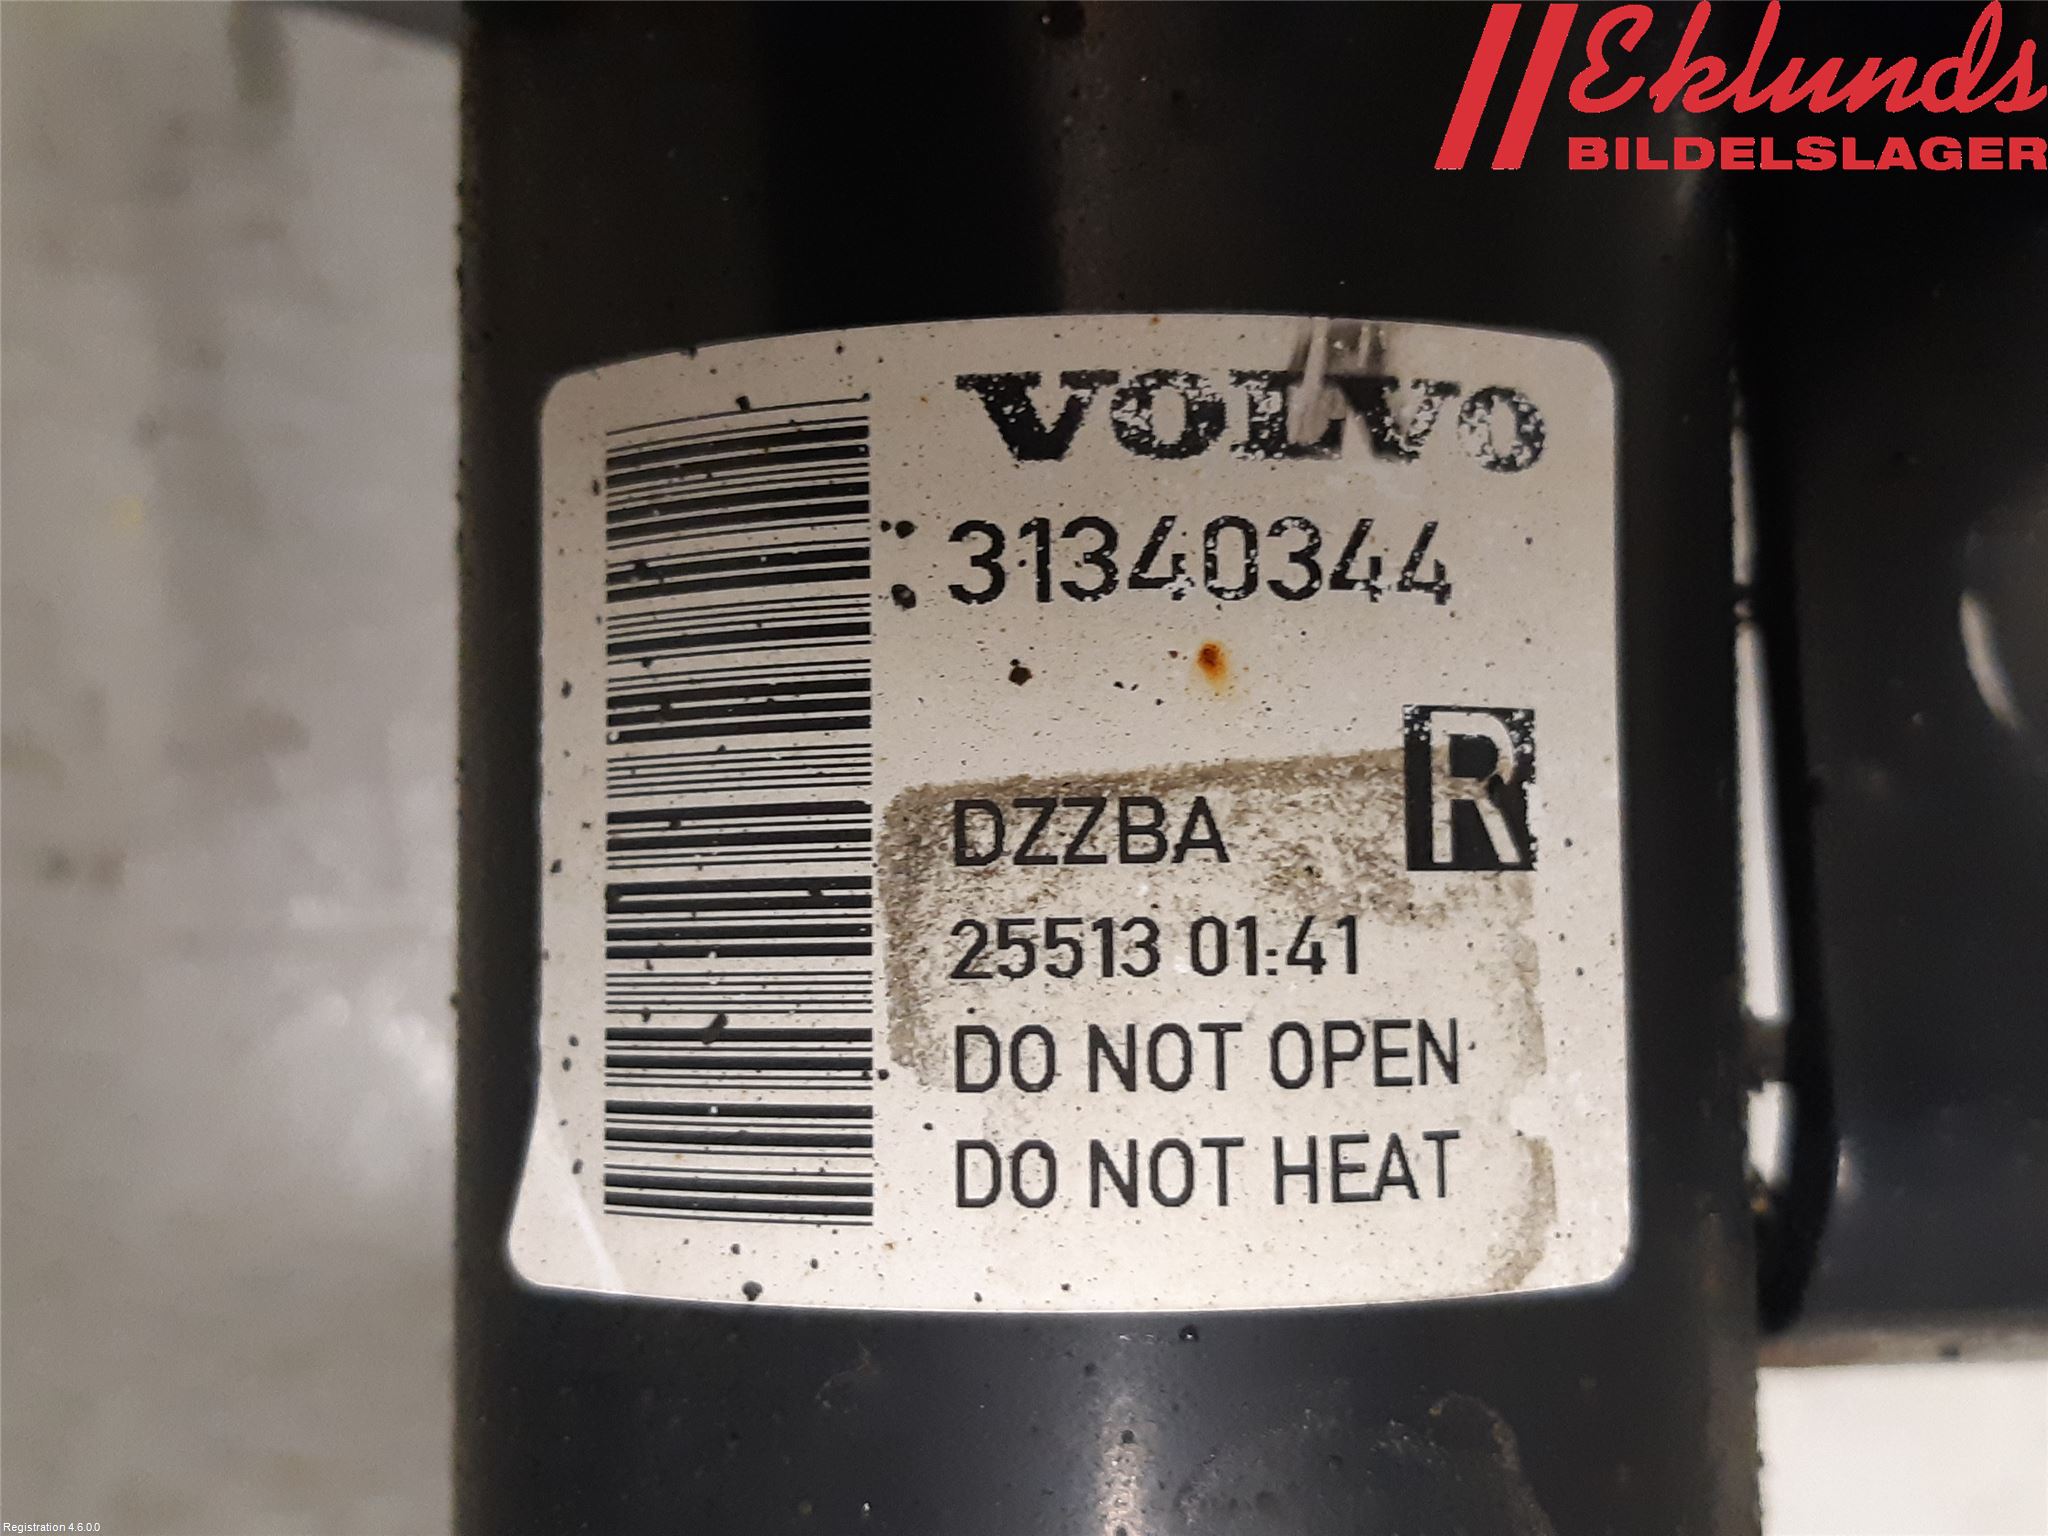 Eklunds
BILDELSLAGER
VOLVO
31340344
R
DZZBA
25513 01:41
DO NOT OPEN
DO NOT HEAT
Registration 4.6.0.0